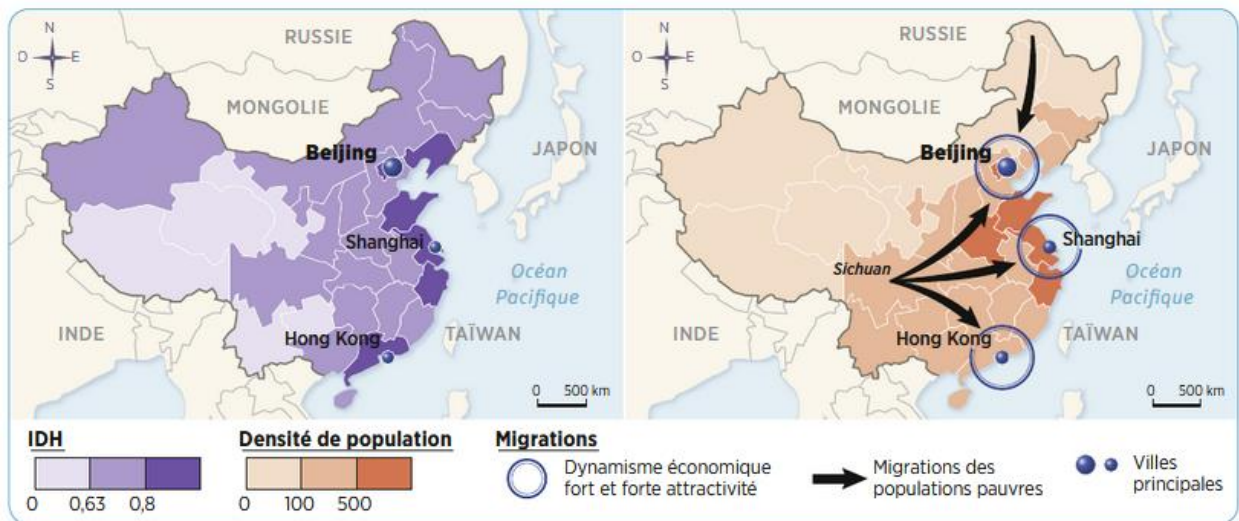 N
O E
S
RUSSIE
MONGOLIE
Beijing
JAPON
Shanghai
Océan
Pacifique
INDE
Hong Kong
TAÏWAN
0 500 km
N
O E
S
RUSSIE
MONGOLIE
Beijing
JAPON
Shanghai
Sichuan
Océan
Pacifique
INDE
Hong Kong
TAÏWAN
0 500 km
IDH
0 0,63 0,8
Densité de population
0 100 500
Migrations
Dynamisme économique
fort et forte attractivité
Migrations des
populations pauvres
Villes
principales